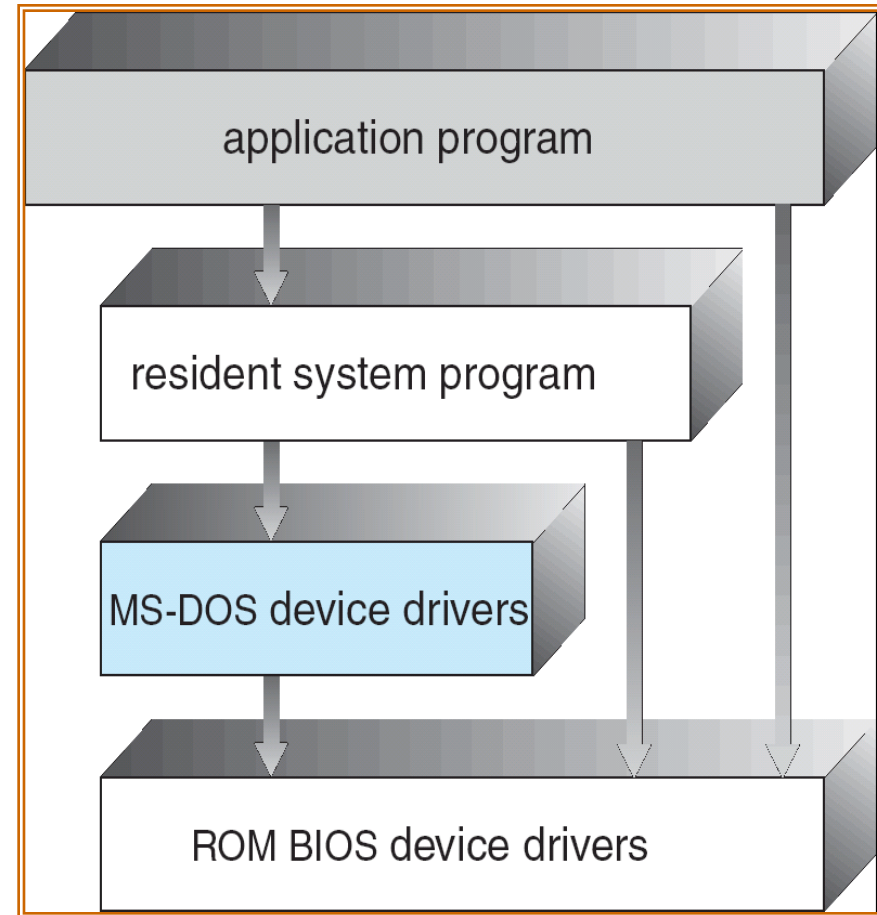 application program
resident system program
MS-DOS device drivers
ROM BIOS device drivers